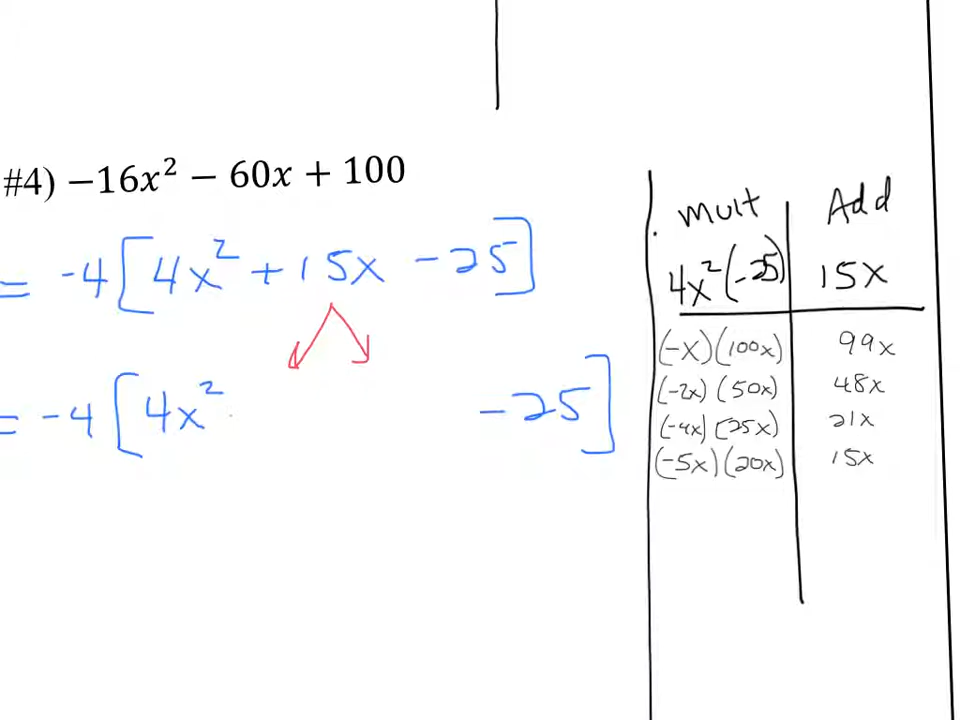 #4) −16x² − 60x + 100
= -4[4x² + 15x - 25]
= -4[4x² - 25]
mult Add
4x²(-25) 15x
(-x)(100x) 99x
(-2x)(50x) 48x
(-4x)(25x) 21x
(-5x)(20x) 15x